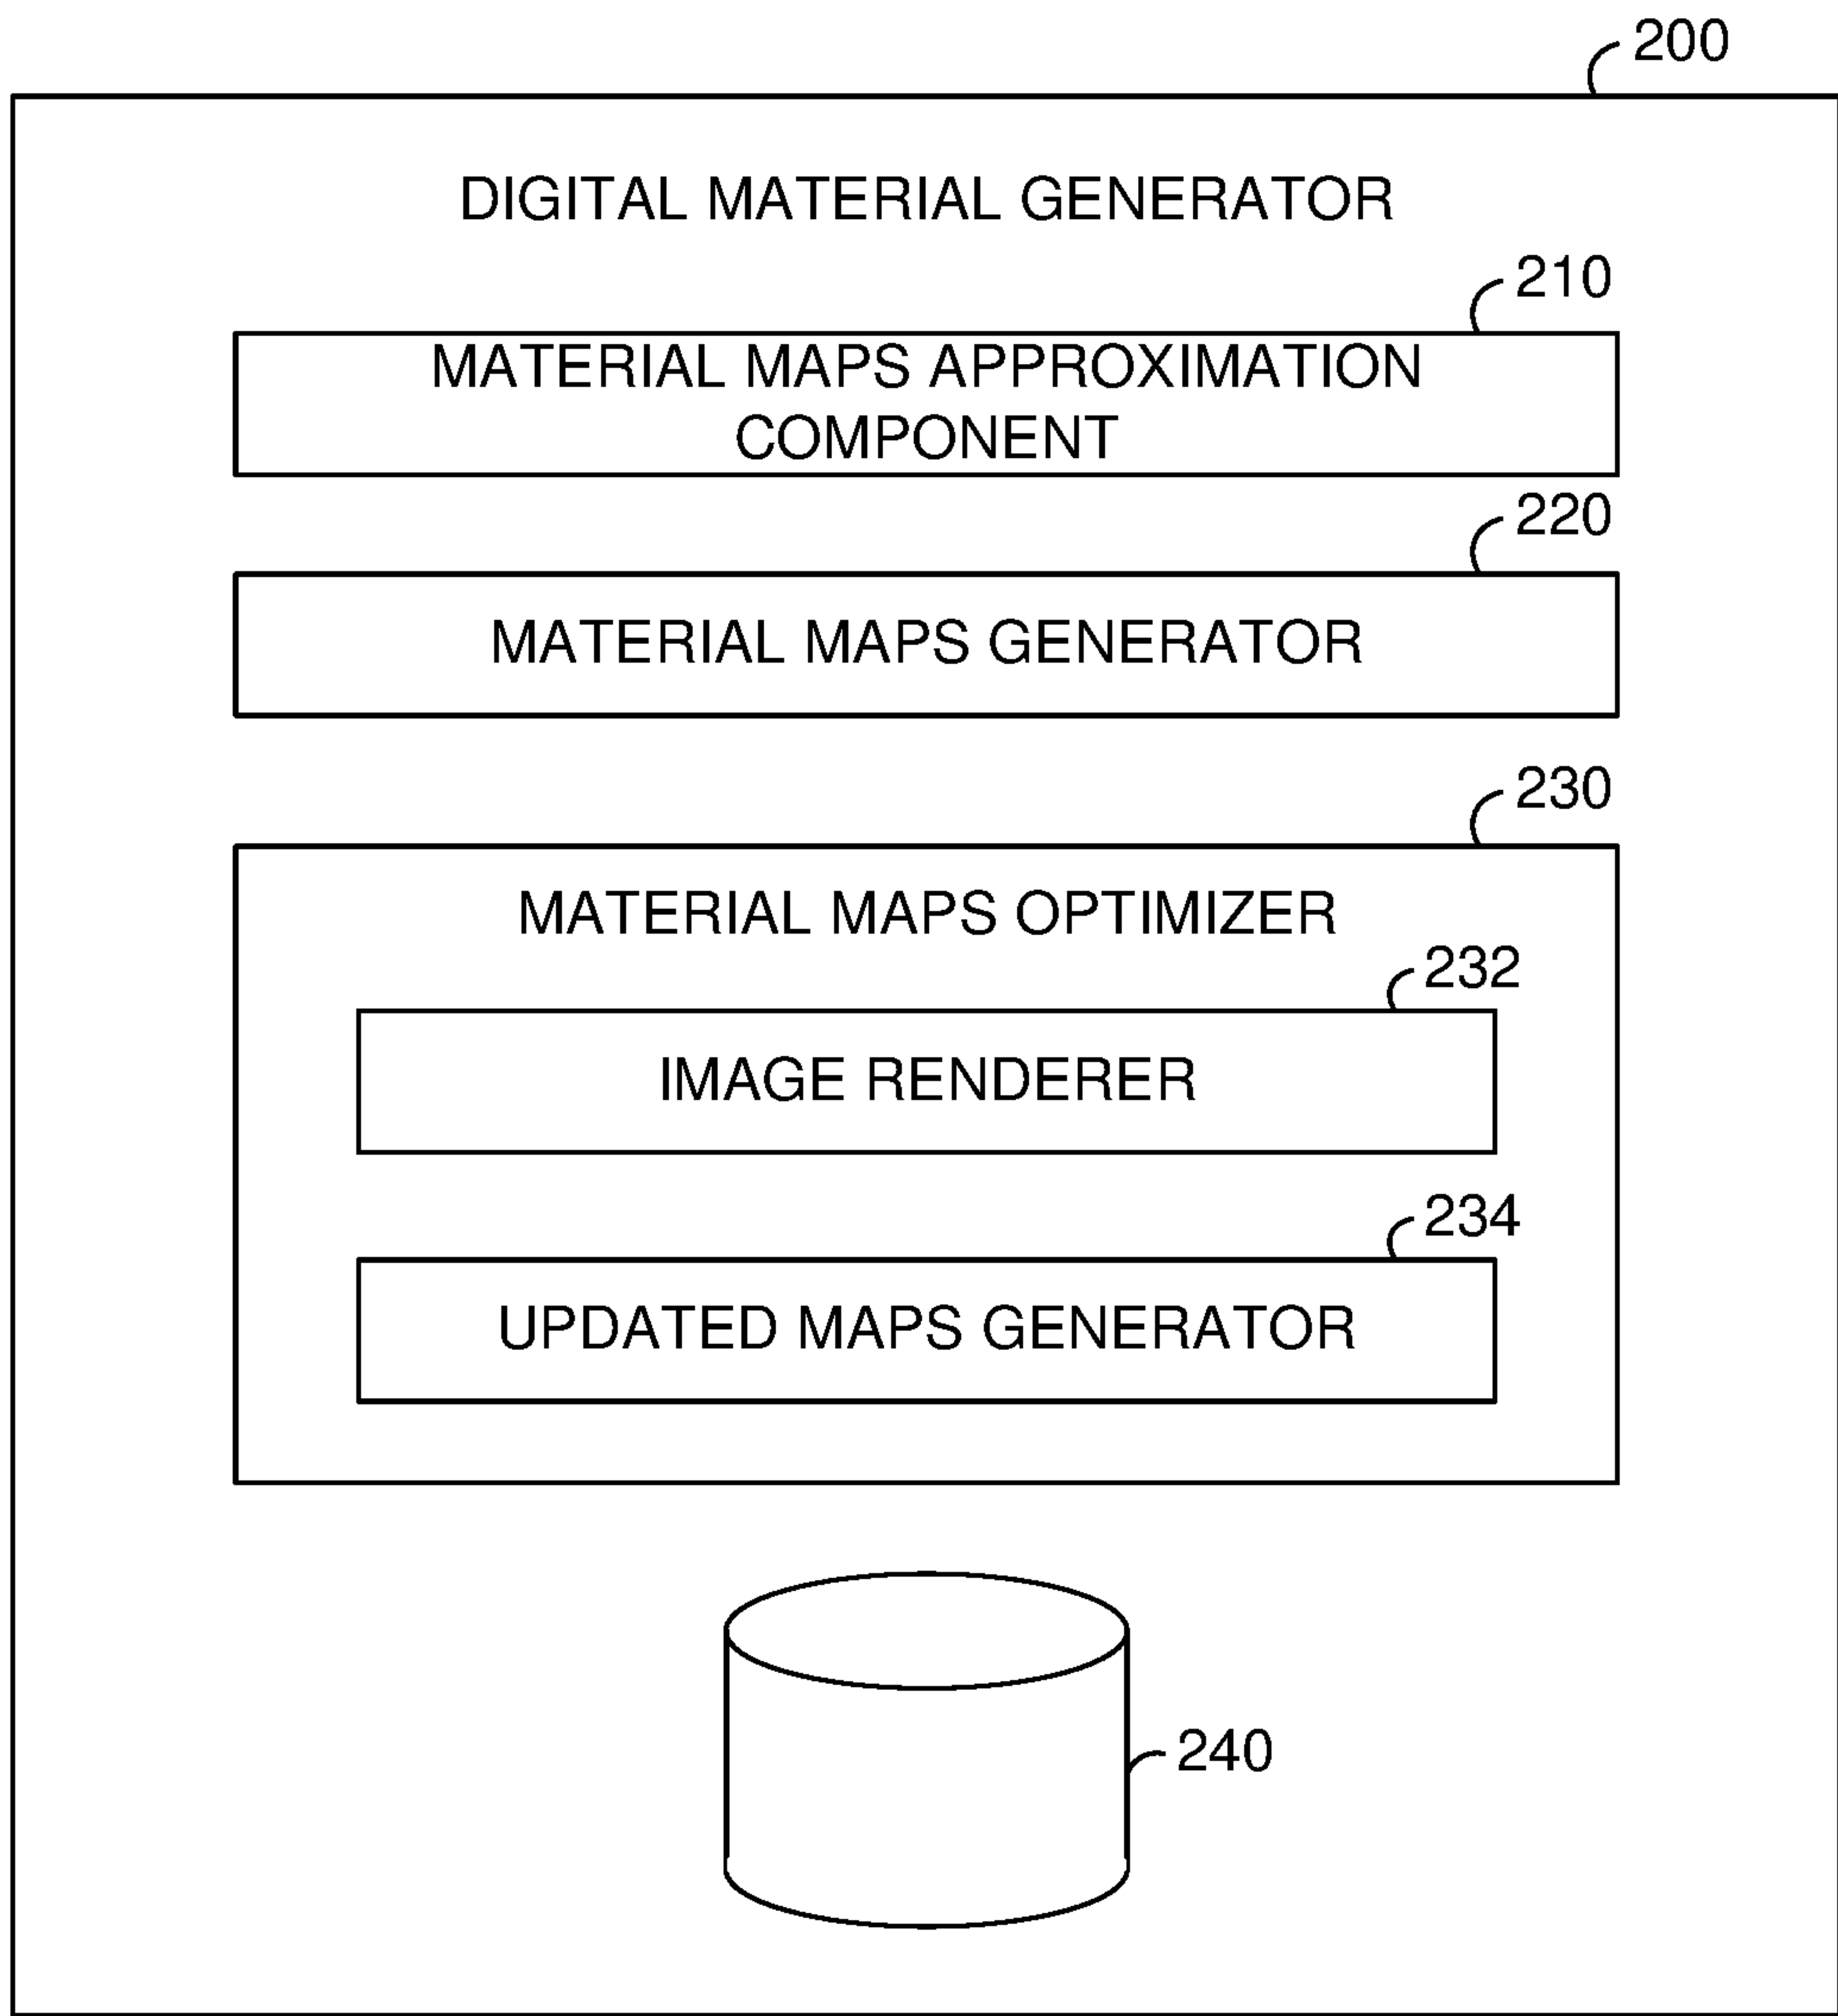 200
DIGITAL MATERIAL GENERATOR
210
MATERIAL MAPS APPROXIMATION
COMPONENT
220
MATERIAL MAPS GENERATOR
230
MATERIAL MAPS OPTIMIZER
232
IMAGE RENDERER
234
UPDATED MAPS GENERATOR
240